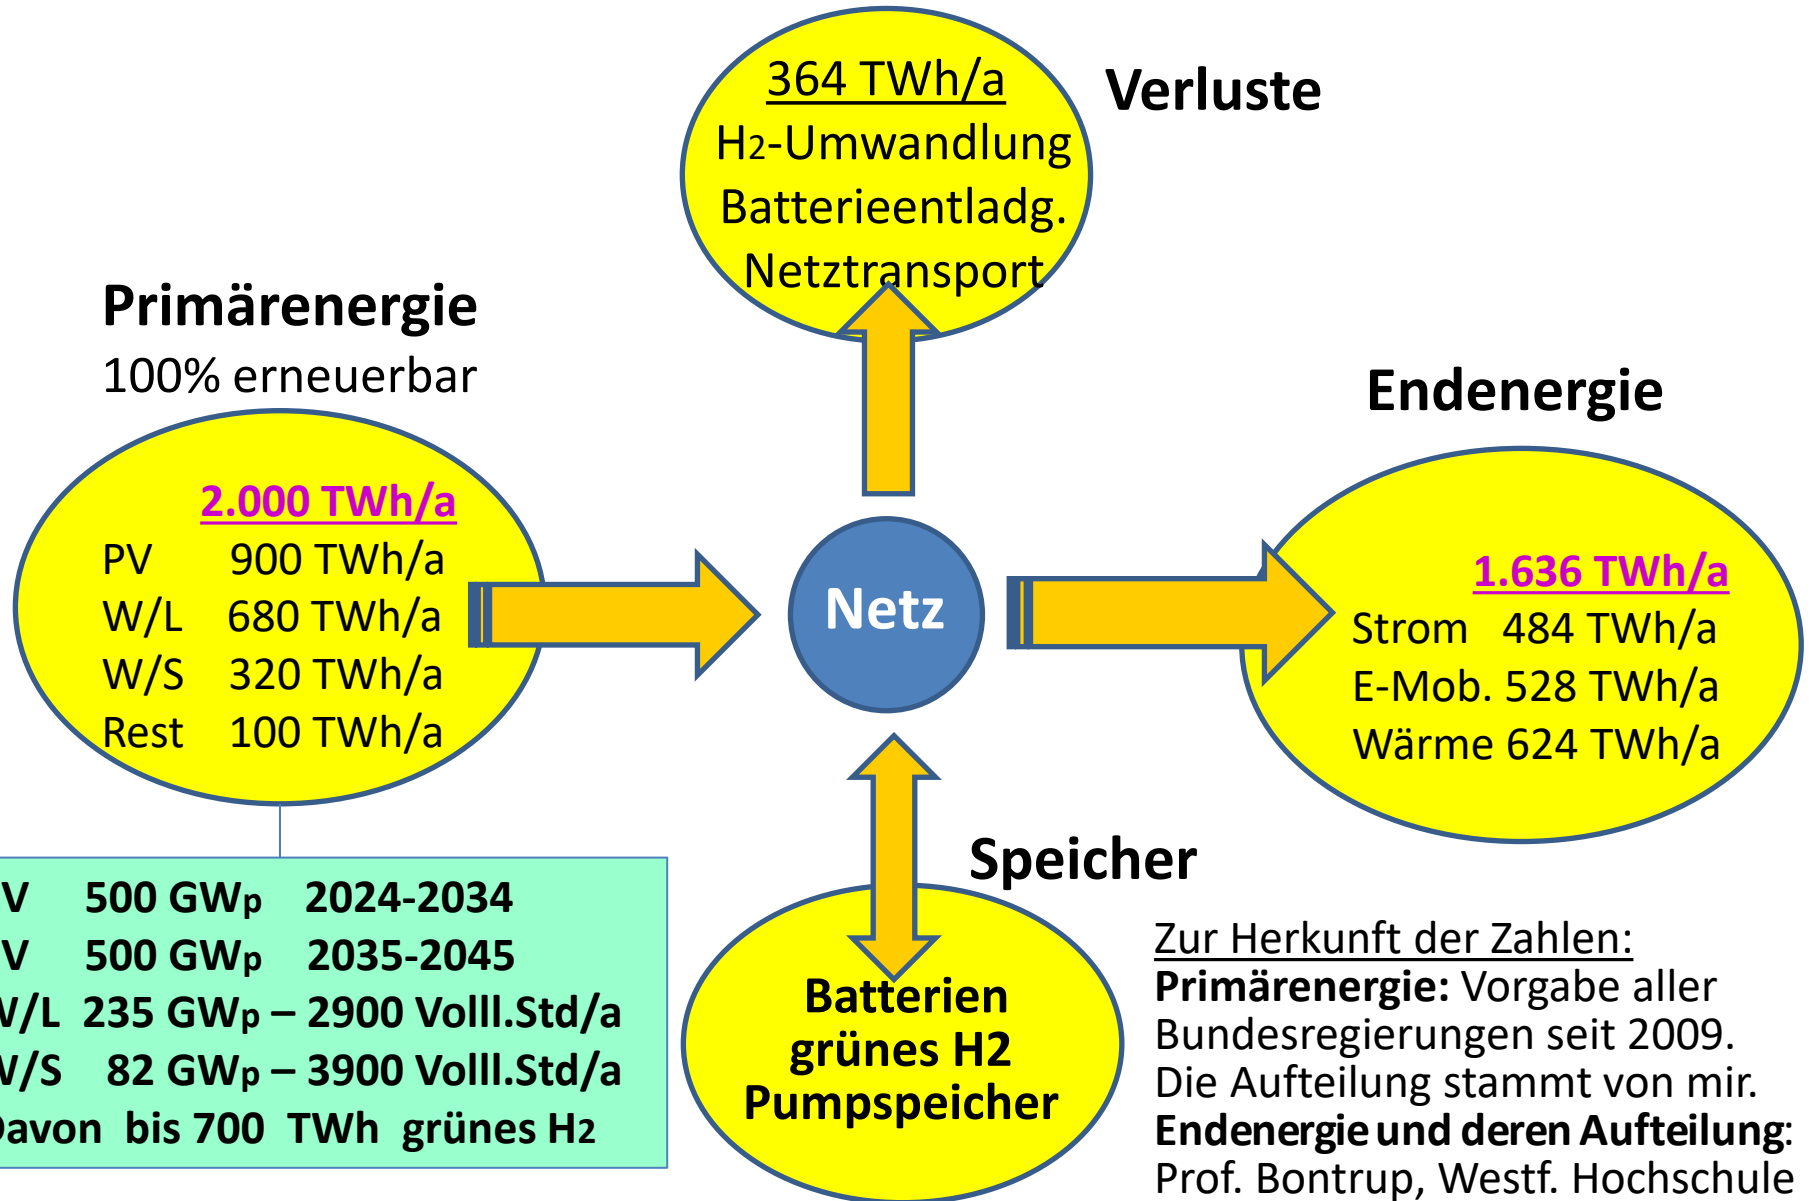 364 TWh/a
H2-Umwandlung
Batterieentladg.
Netztransport
Verluste
Primärenergie
100% erneuerbar
2.000 TWh/a
PV 900 TWh/a
W/L 680 TWh/a
W/S 320 TWh/a
Rest 100 TWh/a
Netz
Endenergie
1.636 TWh/a
Strom 484 TWh/a
E-Mob. 528 TWh/a
Wärme 624 TWh/a
V 500 GWp 2024-2034
V 500 GWp 2035-2045
W/L 235 GWp – 2900 Volll.Std/a
W/S 82 GWp – 3900 Volll.Std/a
Davon bis 700 TWh grünes H2
Speicher
Batterien
grünes H2
Pumpspeicher
Zur Herkunft der Zahlen:
Primärenergie: Vorgabe aller
Bundesregierungen seit 2009.
Die Aufteilung stammt von mir.
Endenergie und deren Aufteilung:
Prof. Bontrup, Westf. Hochschule